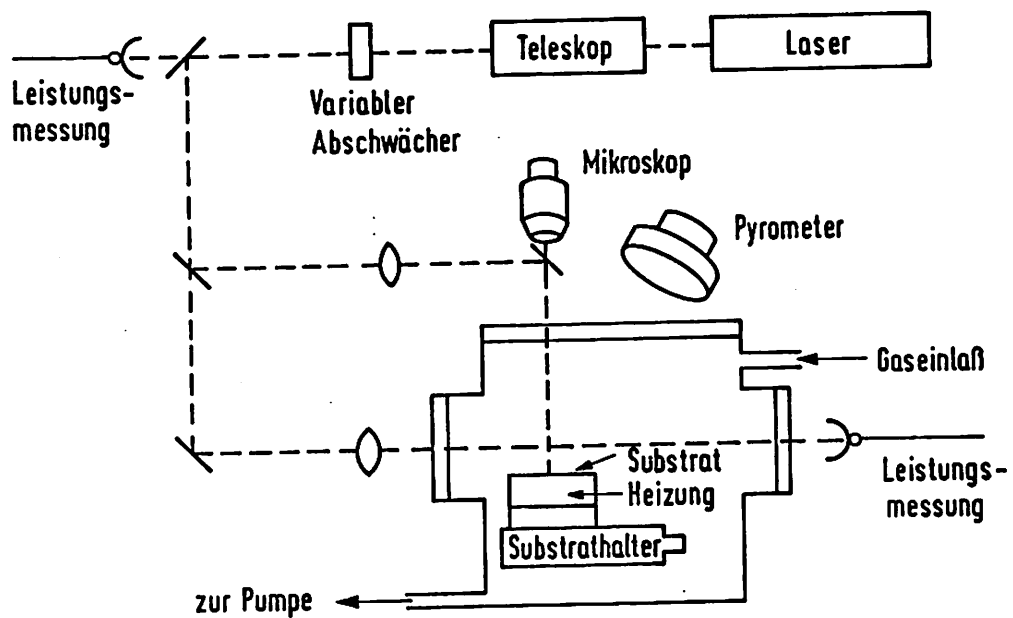 Teleskop
Laser
Leistungs-
messung
Variabler
Abschwächer
Mikroskop
Pyrometer
Gaseinlaß
Substrat
Heizung
Leistungs-
messung
Substrathalter
zur Pumpe